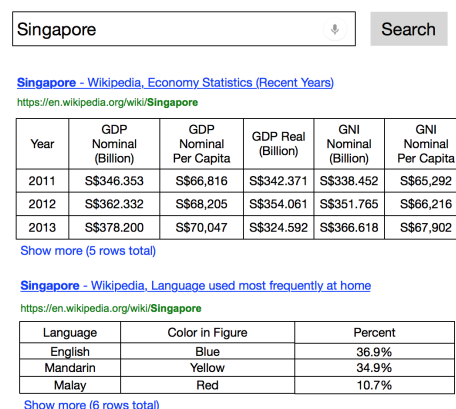 Singapore
Search
Singapore - Wikipedia, Economy Statistics (Recent Years)
https://en.wikipedia.org/wiki/Singapore
Year GDP Nominal (Billion) GDP Nominal Per Capita GDP Real (Billion) GNI Nominal (Billion) GNI Nominal Per Capita
2011 S$346.353 S$66,816 S$342.371 S$338.452 S$65,292
2012 S$362.332 S$68,205 S$354.061 S$351.765 S$66,216
2013 S$378.200 S$70,047 S$324.592 S$366.618 S$67,902
Show more (5 rows total)
Singapore - Wikipedia, Language used most frequently at home
https://en.wikipedia.org/wiki/Singapore
Language Color in Figure Percent
English Blue 36.9%
Mandarin Yellow 34.9%
Malay Red 10.7%
Show more (6 rows total)